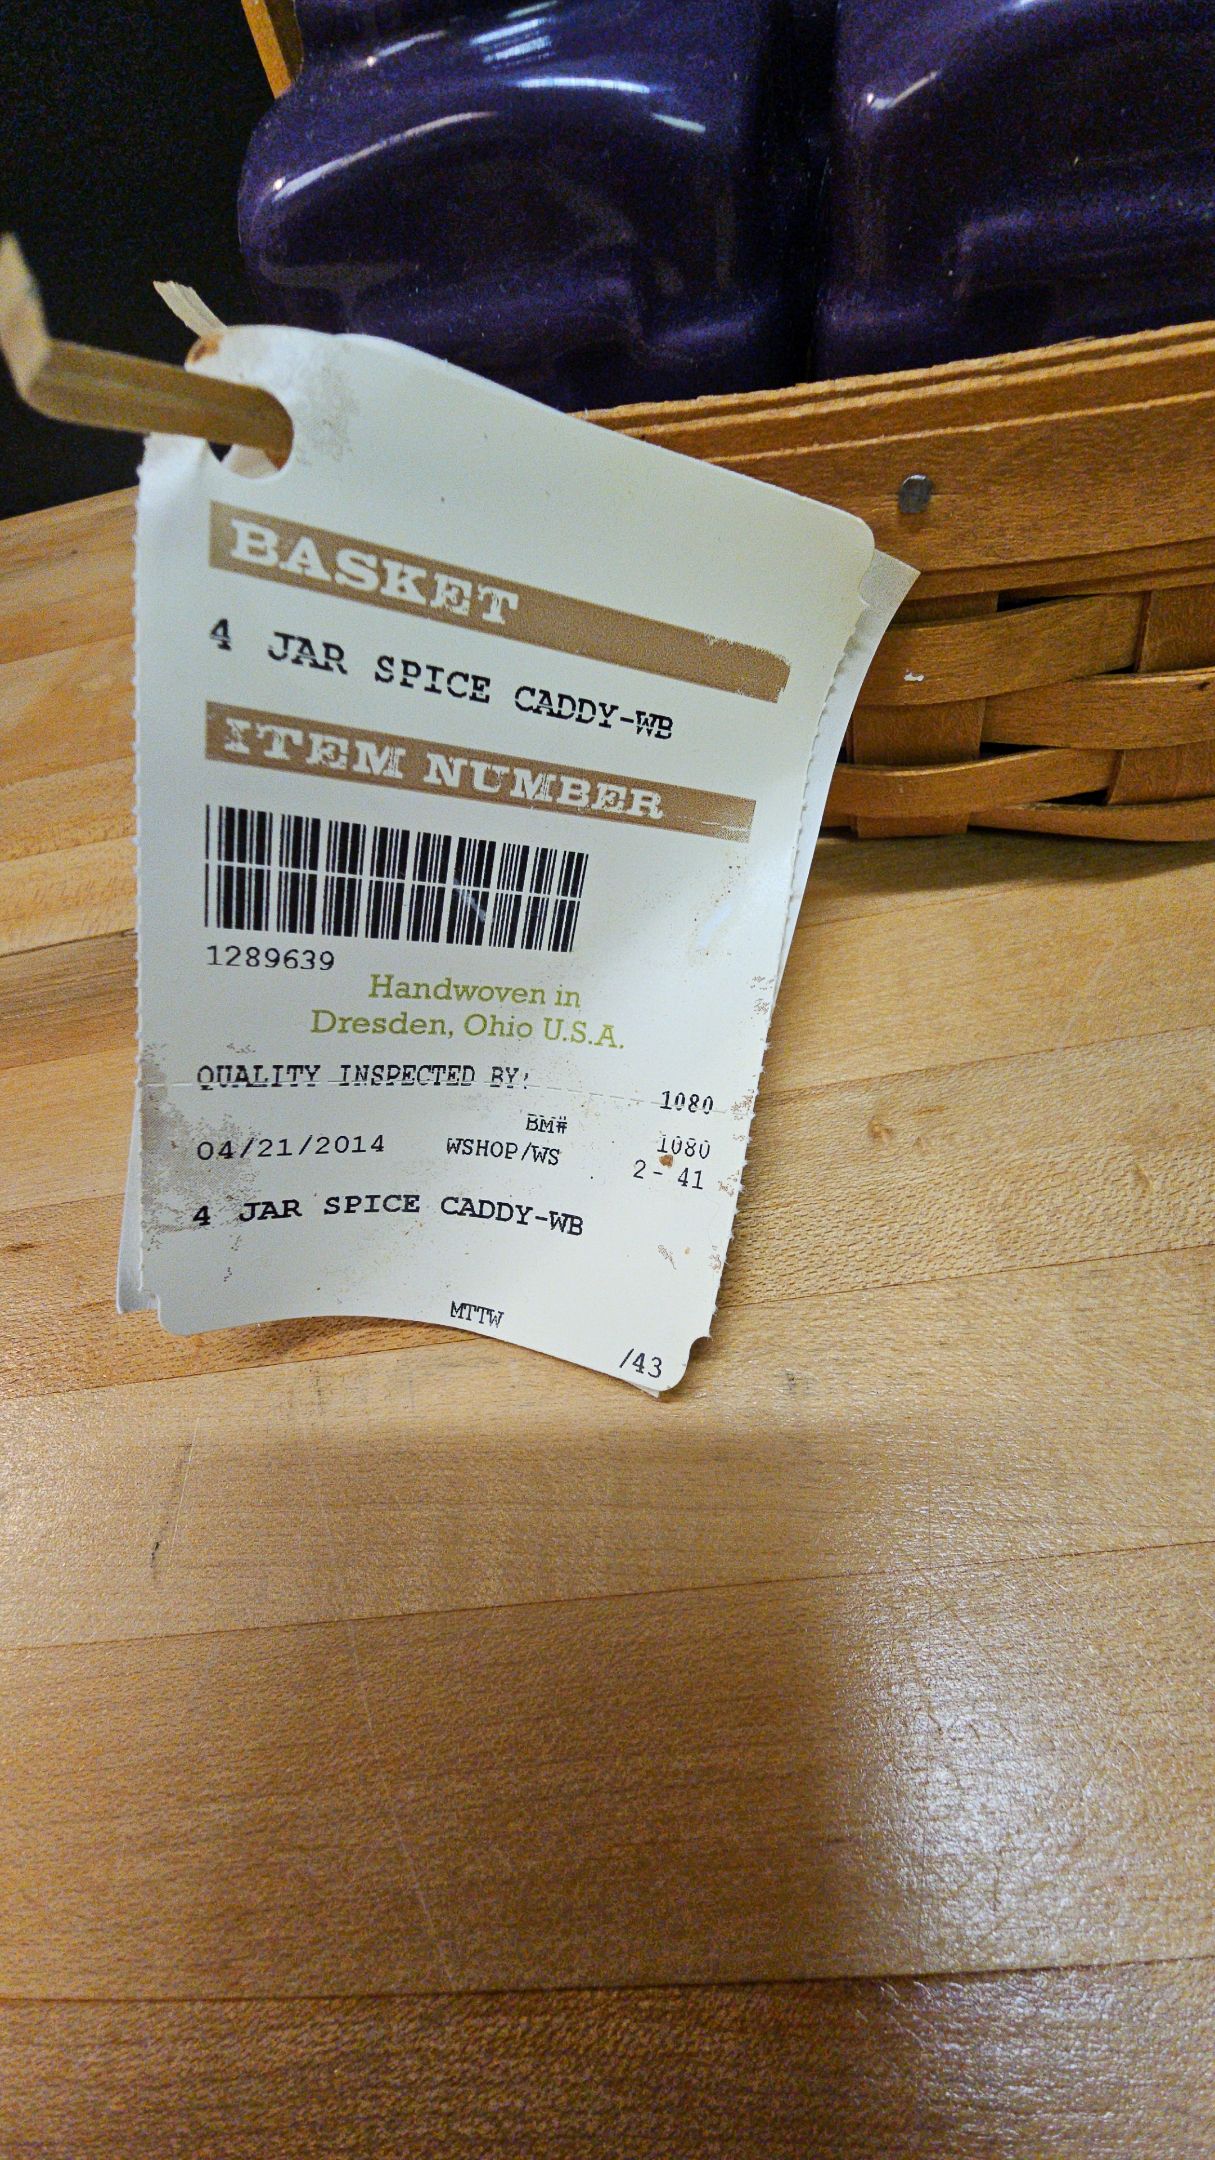 BASKET
4 JAR SPICE CADDY-WB
ITEM NUMBER
1289639
Handwoven in
Dresden, Ohio U.S.A.
QUALITY INSPECTED BY: 1080
BM# 1080
04/21/2014 WSHOP/WS 2-41
4 JAR SPICE CADDY-WB
MTTW
/43